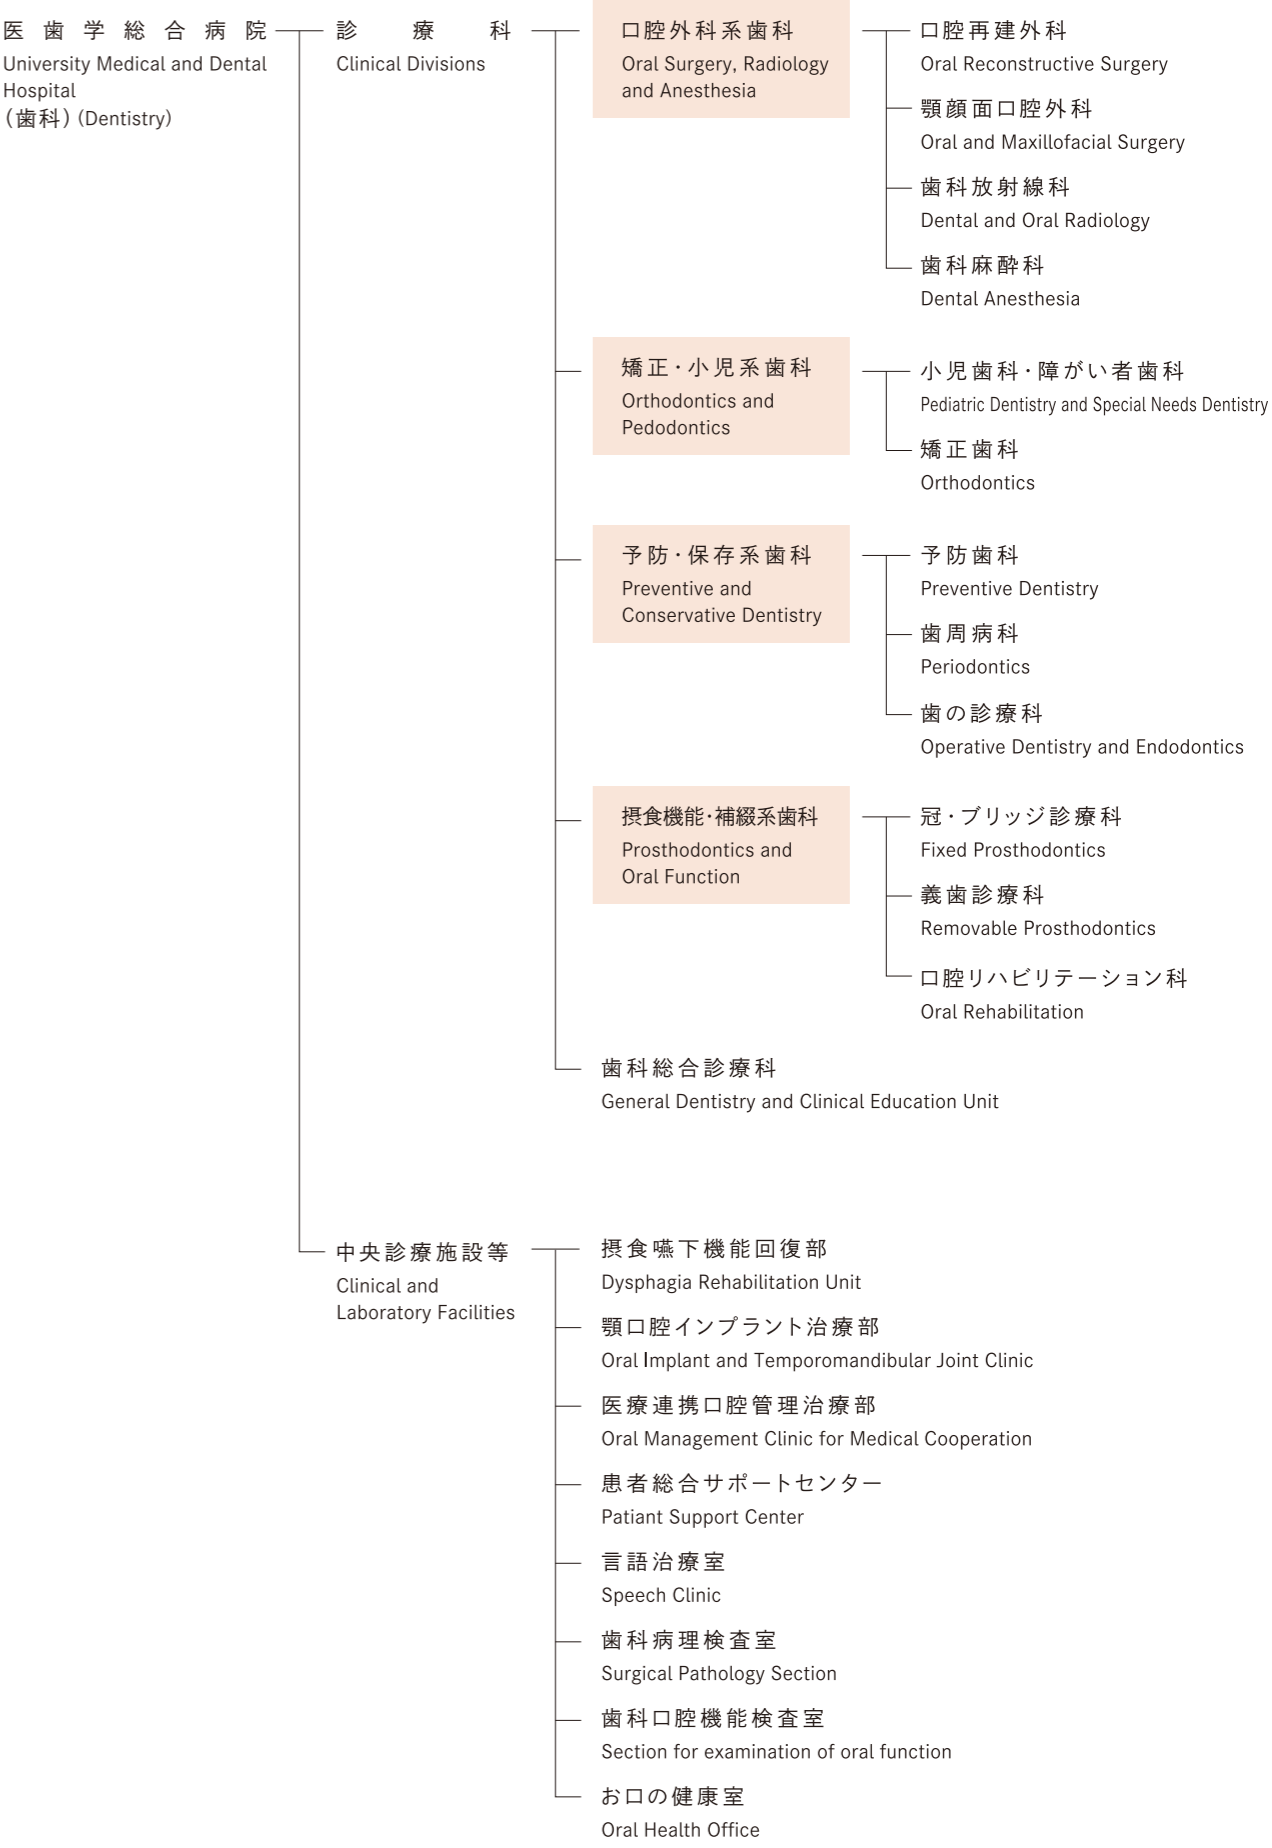 医歯学総合病院
University Medical and Dental
Hospital
（歯科）(Dentistry)
診療科
Clinical Divisions
口腔外科系歯科
Oral Surgery, Radiology
and Anesthesia
口腔再建外科
Oral Reconstructive Surgery
顎顔面口腔外科
Oral and Maxillofacial Surgery
歯科放射線科
Dental and Oral Radiology
歯科麻酔科
Dental Anesthesia
矯正・小児系歯科
Orthodontics and
Pedodontics
小児歯科・障がい者歯科
Pediatric Dentistry and Special Needs Dentistry
矯正歯科
Orthodontics
予防・保存系歯科
Preventive and
Conservative Dentistry
予防歯科
Preventive Dentistry
歯周病科
Periodontics
歯の診療科
Operative Dentistry and Endodontics
摂食機能・補綴系歯科
Prosthodontics and
Oral Function
冠・ブリッジ診療科
Fixed Prosthodontics
義歯診療科
Removable Prosthodontics
口腔リハビリテーション科
Oral Rehabilitation
歯科総合診療科
General Dentistry and Clinical Education Unit
中央診療施設等
Clinical and
Laboratory Facilities
摂食嚥下機能回復部
Dysphagia Rehabilitation Unit
顎口腔インプラント治療部
Oral Implant and Temporomandibular Joint Clinic
医療連携口腔管理治療部
Oral Management Clinic for Medical Cooperation
患者総合サポートセンター
Patiant Support Center
言語治療室
Speech Clinic
歯科病理検査室
Surgical Pathology Section
歯科口腔機能検査室
Section for examination of oral function
お口の健康室
Oral Health Office